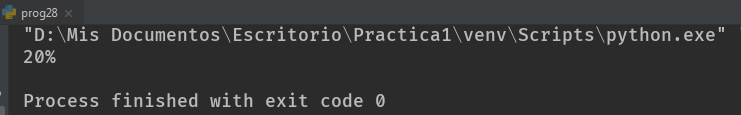 prog28 ×
"D:\Mis Documentos\Escritorio\Practica1\venv\Scripts\python.exe"
20%
Process finished with exit code 0